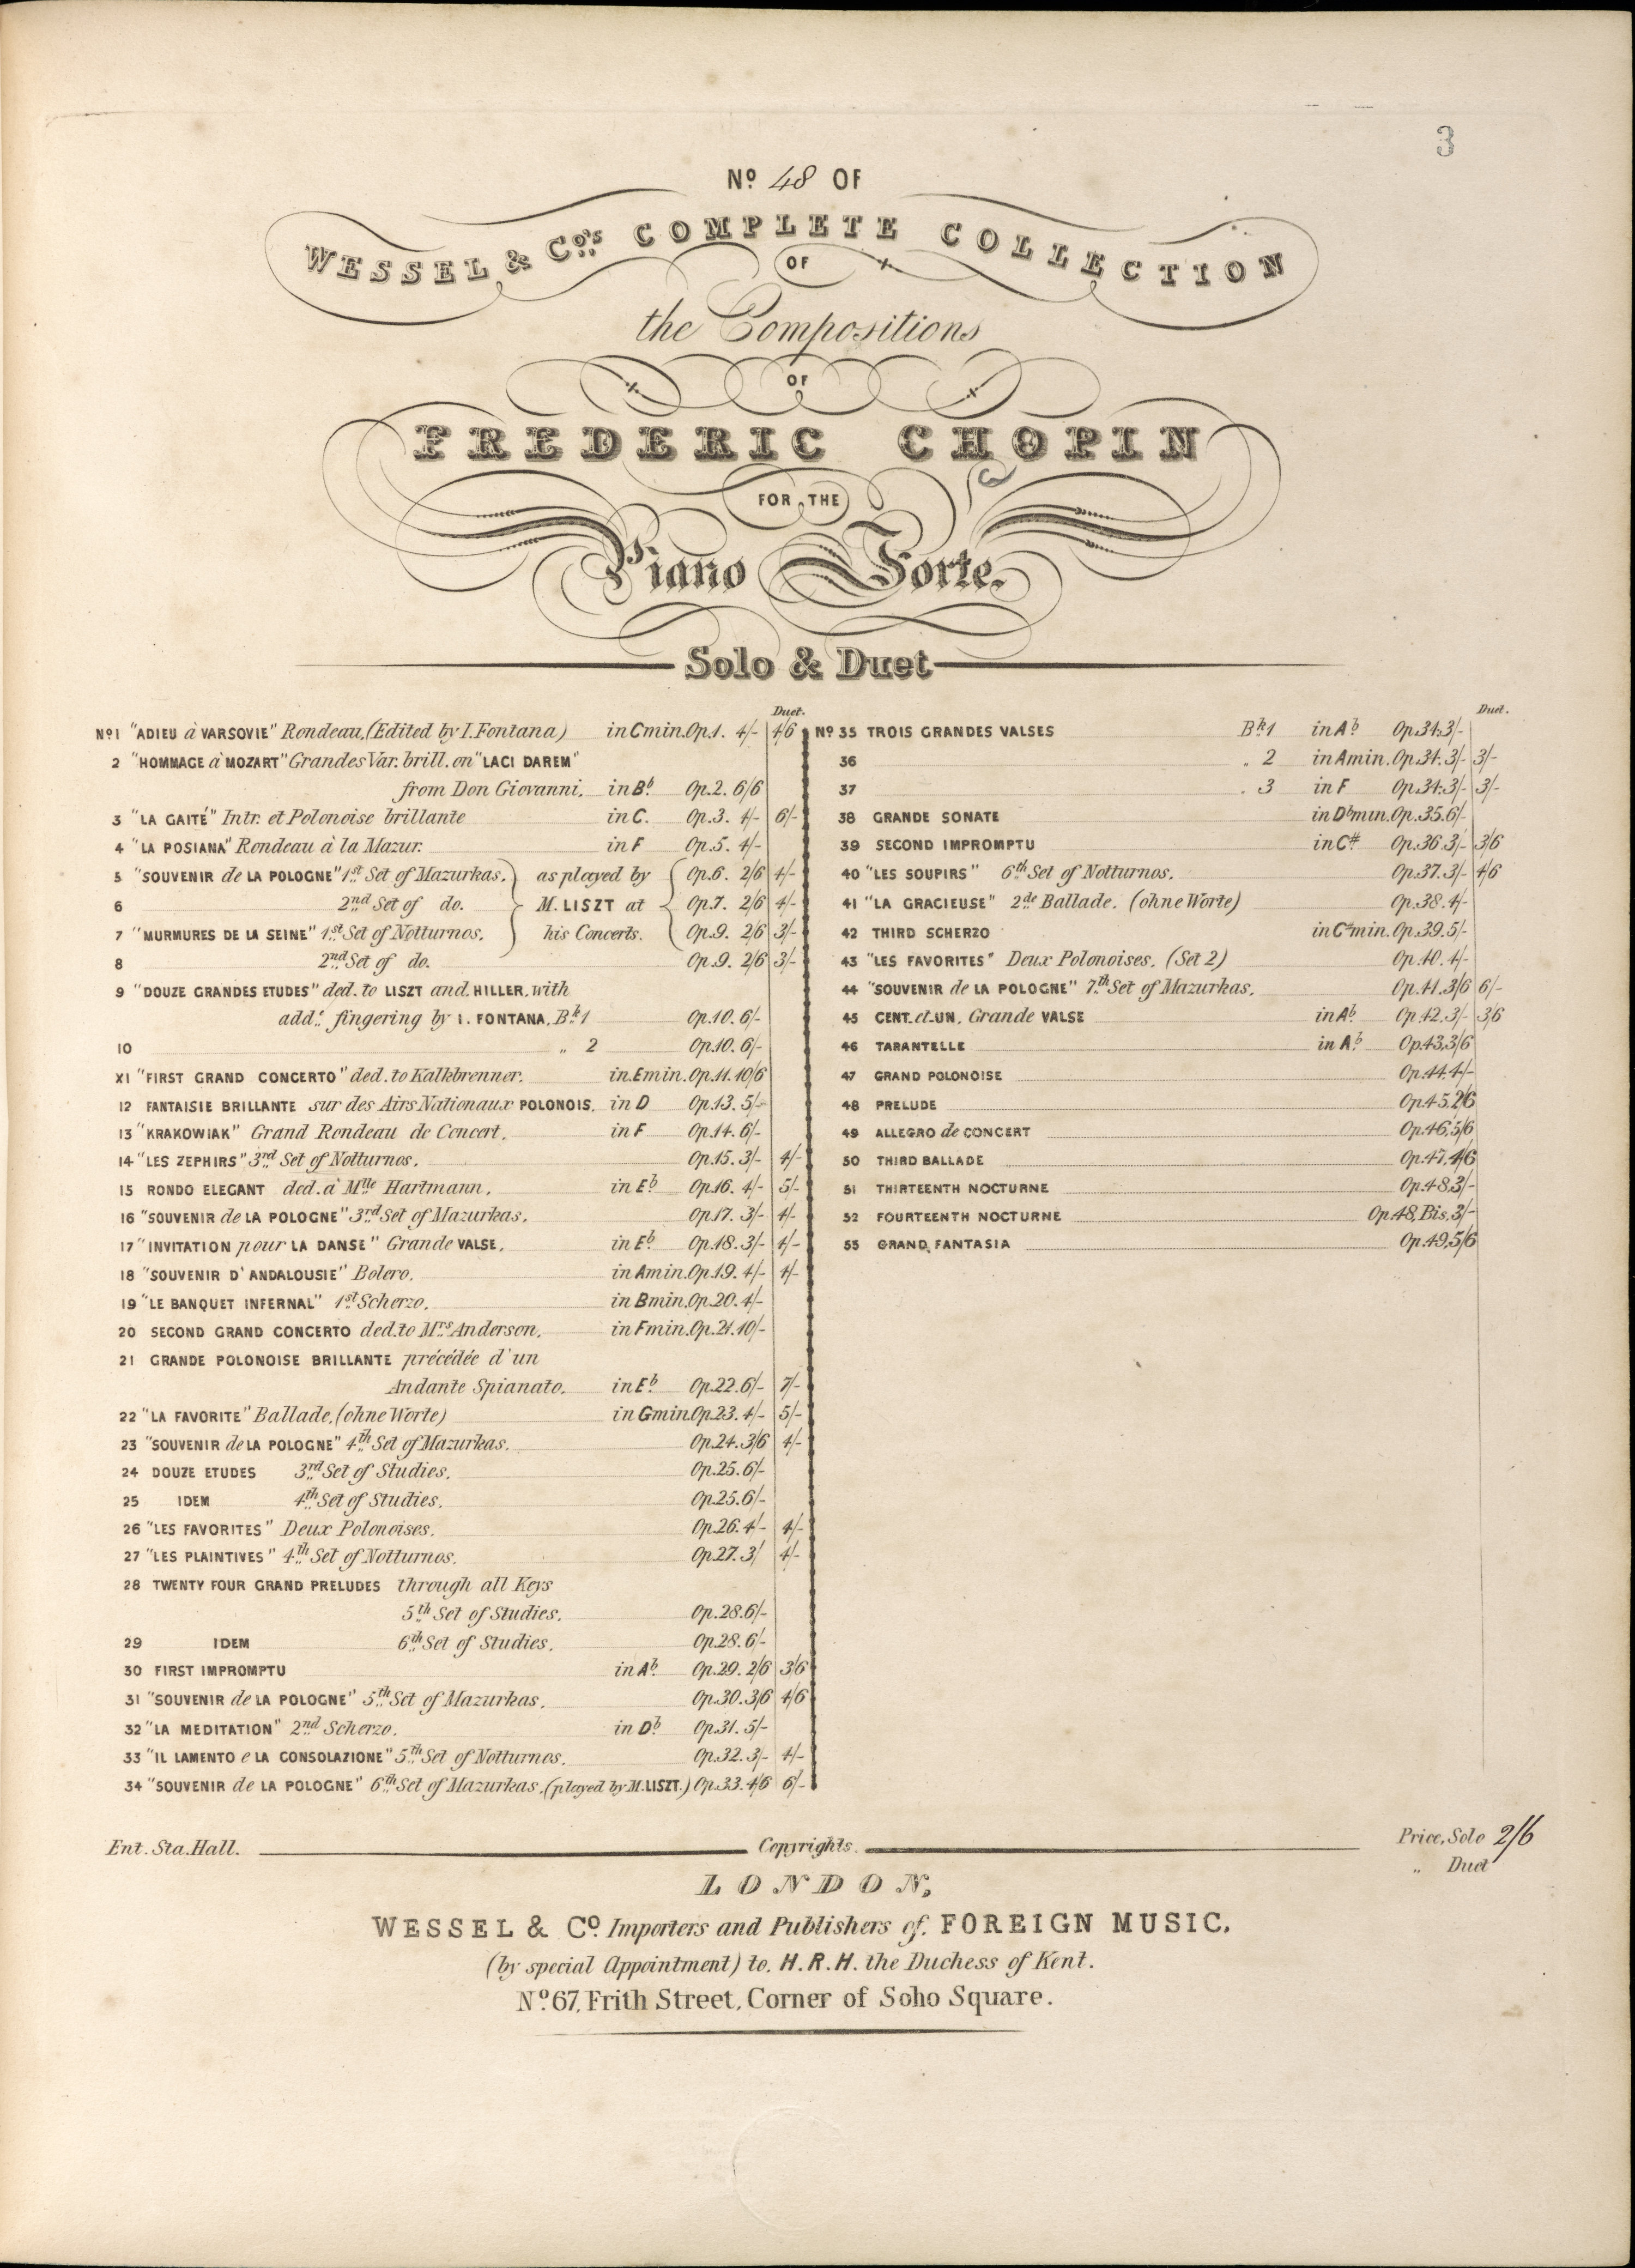 3
Nº 48 OF
WESSEL & Co's COMPLETE COLLECTION
OF
the Compositions
OF
FREDERIC CHOPIN
FOR THE
Piano Forte.
Solo & Duet
Duet.
Nº 1 "ADIEU à VARSOVIE" Rondeau, (Edited by I. Fontana) in C min. Op. 1. 4/- 4/6
2 "HOMMAGE à MOZART" Grandes Var. brill. on "LACI DAREM"
from Don Giovanni. in Bb Op. 2. 6/6
3 "LA GAITÉ" Intr. et Polonoise brillante in C. Op. 3. 4/- 6/-
4 "LA POSIANA" Rondeau à la Mazur. in F Op. 5. 4/-
5 "SOUVENIR de LA POLOGNE" 1st Set of Mazurkas. as played by Op. 6. 2/6 4/-
6 2nd Set of do. M. LISZT at Op. 7. 2/6 4/-
7 "MURMURES DE LA SEINE" 1st Set of Notturnos. his Concerts. Op. 9. 2/6 3/-
8 2nd Set of do. Op. 9. 2/6 3/-
9 "DOUZE GRANDES ETUDES" ded. to LISZT and HILLER, with
add.l fingering by I. FONTANA. Bk 1 Op. 10. 6/-
10 " 2 Op. 10. 6/-
XI "FIRST GRAND CONCERTO" ded. to Kalkbrenner. in E min. Op. 11. 10/6
12 FANTAISIE BRILLANTE sur des Airs Nationaux POLONOIS. in D Op. 13. 5/-
13 "KRAKOWIAK" Grand Rondeau de Concert. in F Op. 14. 6/-
14 "LES ZEPHIRS" 3rd Set of Notturnos. Op. 15. 3/- 4/-
15 RONDO ELEGANT ded. à Mlle Hartmann. in Eb Op. 16. 4/- 5/-
16 "SOUVENIR de LA POLOGNE" 3rd Set of Mazurkas. Op. 17. 3/- 4/-
17 "INVITATION pour LA DANSE" Grande VALSE. in Eb Op. 18. 3/- 4/-
18 "SOUVENIR D'ANDALOUSIE" Bolero. in A min. Op. 19. 4/- 4/-
19 "LE BANQUET INFERNAL" 1st Scherzo. in B min. Op. 20. 4/-
20 SECOND GRAND CONCERTO ded. to Mrs Anderson. in F min. Op. 21. 10/-
21 GRANDE POLONOISE BRILLANTE précédée d'un
Andante Spianato. in Eb Op. 22. 6/- 7/-
22 "LA FAVORITE" Ballade. (ohne Worte) in G min. Op. 23. 4/- 5/-
23 "SOUVENIR de LA POLOGNE" 4th Set of Mazurkas. Op. 24. 3/6 4/-
24 DOUZE ETUDES 3rd Set of Studies. Op. 25. 6/-
25 IDEM 4th Set of Studies. Op. 25. 6/-
26 "LES FAVORITES" Deux Polonoises. Op. 26. 4/- 4/-
27 "LES PLAINTIVES" 4th Set of Notturnos. Op. 27. 3/ 4/-
28 TWENTY FOUR GRAND PRELUDES through all Keys
5th Set of Studies. Op. 28. 6/-
29 IDEM 6th Set of Studies. Op. 28. 6/-
30 FIRST IMPROMPTU in Ab Op. 29. 2/6 3/6
31 "SOUVENIR de LA POLOGNE" 5th Set of Mazurkas. Op. 30. 3/6 4/6
32 "LA MEDITATION" 2nd Scherzo. in Db Op. 31. 5/-
33 "IL LAMENTO e LA CONSOLAZIONE" 5th Set of Notturnos. Op. 32. 3/- 4/-
34 "SOUVENIR de LA POLOGNE" 6th Set of Mazurkas. (played by M. LISZT.) Op. 33. 4/6 6/-
Duet.
Nº 35 TROIS GRANDES VALSES Bk 1 in Ab Op. 34. 3/-
36 " 2 in A min. Op. 34. 3/- 3/-
37 . 3 in F Op. 34. 3/- 3/-
38 GRANDE SONATE in Db min. Op. 35. 6/-
39 SECOND IMPROMPTU in C# Op. 36. 3/- 3/6
40 "LES SOUPIRS" 6th Set of Notturnos. Op. 37. 3/- 4/6
41 "LA GRACIEUSE" 2de Ballade. (ohne Worte) Op. 38. 4/-
42 THIRD SCHERZO in C# min. Op. 39. 5/-
43 "LES FAVORITES" Deux Polonoises. (Set 2) Op. 40. 4/-
44 "SOUVENIR de LA POLOGNE" 7th Set of Mazurkas. Op. 41. 3/6 6/-
45 CENT-et-UN. Grande VALSE in Ab Op. 42. 3/- 3/6
46 TARANTELLE in Ab Op. 43. 3/6
47 GRAND POLONOISE Op. 44. 4/-
48 PRELUDE Op. 45. 2/6
49 ALLEGRO de CONCERT Op. 46. 5/6
50 THIRD BALLADE Op. 47. 4/6
51 THIRTEENTH NOCTURNE Op. 48. 3/-
52 FOURTEENTH NOCTURNE Op. 48. Bis. 3/-
53 GRAND FANTASIA Op. 49. 5/6
Ent. Sta. Hall. Copyrights. Price, Solo 2/6
" Duet
LONDON,
WESSEL & Cº Importers and Publishers of FOREIGN MUSIC,
(by special Appointment) to H.R.H. the Duchess of Kent.
Nº 67, Frith Street, Corner of Soho Square.